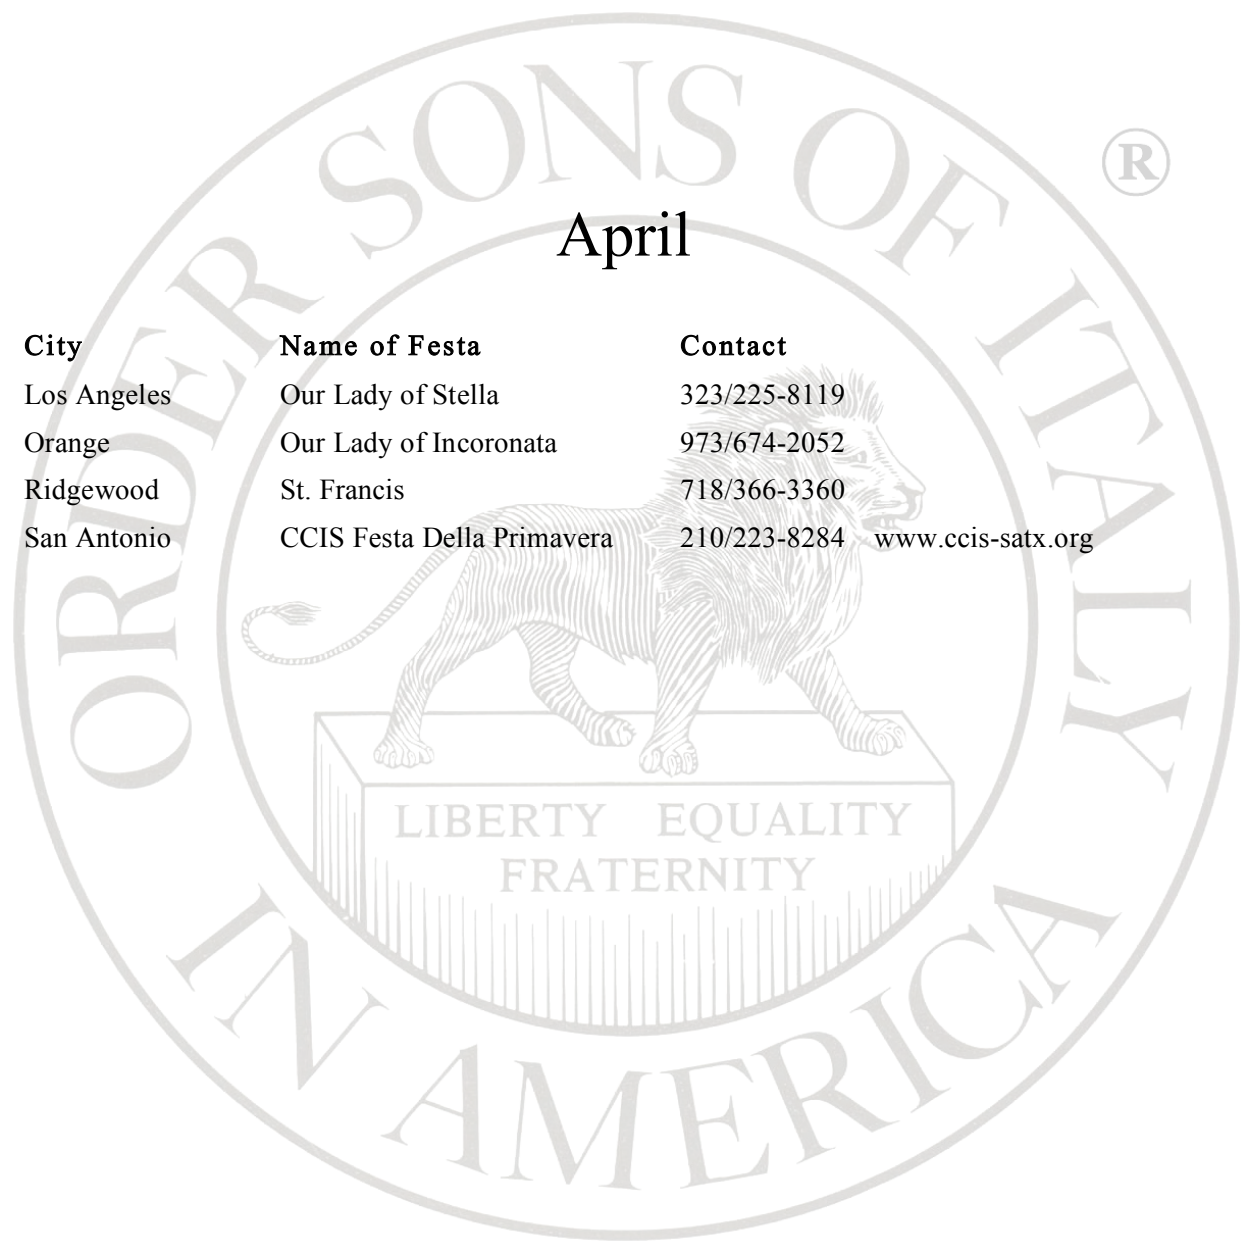 ORDER SONS OF ITALY
®
April
City Name of Festa Contact
Los Angeles Our Lady of Stella 323/225-8119
Orange Our Lady of Incoronata 973/674-2052
Ridgewood St. Francis 718/366-3360
San Antonio CCIS Festa Della Primavera 210/223-8284 www.ccis-satx.org
LIBERTY EQUALITY
FRATERNITY
IN AMERICA